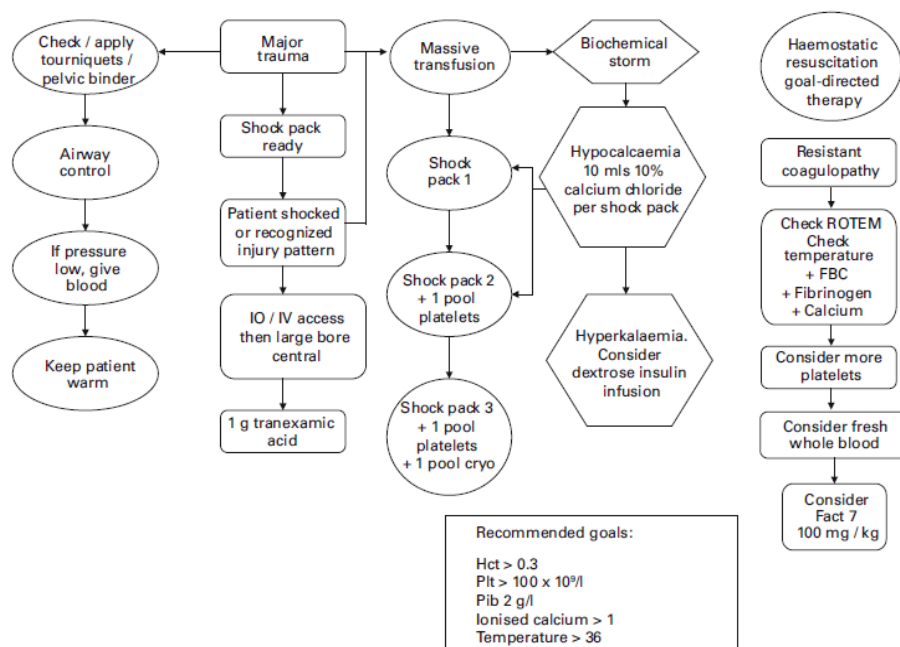 Check / apply
tourniquets /
pelvic binder
Airway
control
If pressure
low, give
blood
Keep patient
warm
Major
trauma
Shock pack
ready
Patient shocked
or recognized
injury pattern
IO / IV access
then large bore
central
1 g tranexamic
acid
Massive
transfusion
Shock
pack 1
Shock pack 2
+ 1 pool
platelets
Shock pack 3
+ 1 pool
platelets
+ 1 pool cryo
Biochemical
storm
Hypocalcaemia
10 mls 10%
calcium chloride
per shock pack
Hyperkalaemia.
Consider
dextrose insulin
infusion
Haemostatic
resuscitation
goal-directed
therapy
Resistant
coagulopathy
Check ROTEM
Check
temperature
+ FBC
+ Fibrinogen
+ Calcium
Consider more
platelets
Consider fresh
whole blood
Consider
Fact 7
100 mg / kg
Recommended goals:
Hct > 0.3
Plt > 100 x 10⁹/l
Pib 2 g/l
Ionised calcium > 1
Temperature > 36